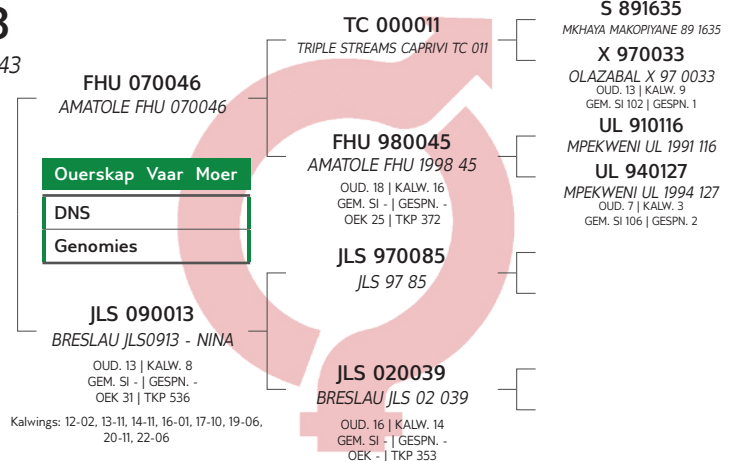 3
43
FHU 070046
AMATOLE FHU 070046
Ouerskap Vaar Moer
DNS
Genomies
JLS 090013
BRESLAU JLS0913 - NINA
OUD. 13 | KALW. 8
GEM. SI - | GESPN. -
OEK 31 | TKP 536
Kalwings: 12-02, 13-11, 14-11, 16-01, 17-10, 19-06,
20-11, 22-06
TC 000011
TRIPLE STREAMS CAPRIVI TC 011
FHU 980045
AMATOLE FHU 1998 45
OUD. 18 | KALW. 16
GEM. SI - | GESPN. -
OEK 25 | TKP 372
JLS 970085
JLS 97 85
JLS 020039
BRESLAU JLS 02 039
OUD. 16 | KALW. 14
GEM. SI - | GESPN. -
OEK - | TKP 353
S 891635
MKHAYA MAKOPIYANE 89 1635
X 970033
OLAZABAL X 97 0033
OUD. 13 | KALW. 9
GEM. SI 102 | GESPN. 1
UL 910116
MPEKWENI UL 1991 116
UL 940127
MPEKWENI UL 1994 127
OUD. 7 | KALW. 3
GEM. SI 106 | GESPN. 2